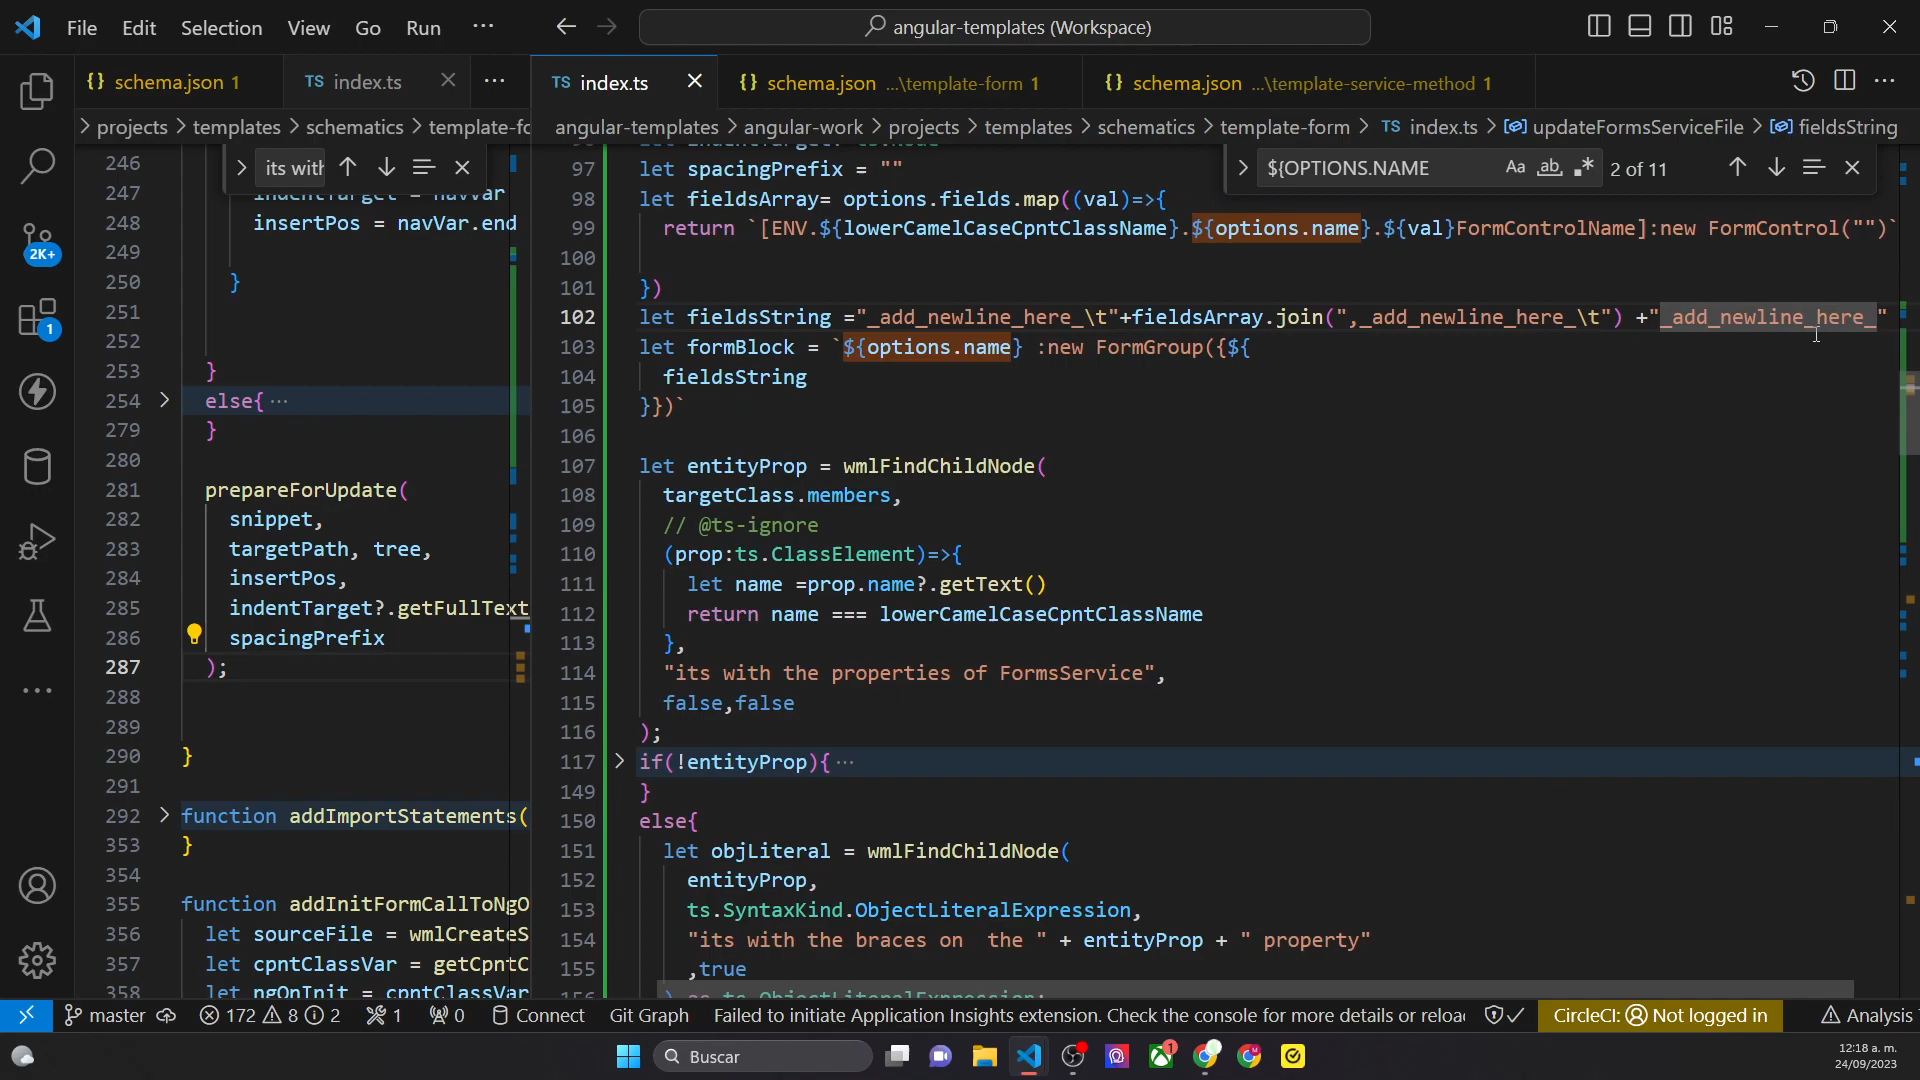 File Edit Selection View Go Run ···
angular-templates (Workspace)
{} schema.json 1
TS index.ts
TS index.ts
{} schema.json ...\template-form 1
{} schema.json ...\template-service-method 1
> projects > templates > schematics > template-fo
angular-templates > angular-work > projects > templates > schematics > template-form > TS index.ts > updateFormsServiceFile > fieldsString
its with
${OPTIONS.NAME
Aa ab .*
2 of 11
2K+
1
246
247
248 insertPos = navVar.end
249
250 }
251
252
253 }
254 else{ ···
279 }
280
281 prepareForUpdate(
282 snippet,
283 targetPath, tree,
284 insertPos,
285 indentTarget?.getFullText
286 spacingPrefix
287 );
288
289
290 }
291
292 function addImportStatements(
353 }
354
355 function addInitFormCallToNgO
356 let sourceFile = wmlCreateS
357 let cpntClassVar = getCpntC
358 let ngOnInit = cpntClassVar
97 let spacingPrefix = ""
98 let fieldsArray= options.fields.map((val)=>{
99 return `[ENV.${lowerCamelCaseCpntClassName}.${options.name}.${val}FormControlName]:new FormControl("")`
100
101 })
102 let fieldsString ="_add_newline_here_\t"+fieldsArray.join(",_add_newline_here_\t") +"_add_newline_here_"
103 let formBlock = `${options.name} :new FormGroup({${
104 fieldsString
105 }})`
106
107 let entityProp = wmlFindChildNode(
108 targetClass.members,
109 // @ts-ignore
110 (prop:ts.ClassElement)=>{
111 let name =prop.name?.getText()
112 return name === lowerCamelCaseCpntClassName
113 },
114 "its with the properties of FormsService",
115 false,false
116 );
117 if(!entityProp){ ···
149 }
150 else{
151 let objLiteral = wmlFindChildNode(
152 entityProp,
153 ts.SyntaxKind.ObjectLiteralExpression,
154 "its with the braces on  the " + entityProp + " property"
155 ,true
master 172 8 2 1 0 Connect Git Graph Failed to initiate Application Insights extension. Check the console for more details or reloa CircleCI: Not logged in Analysis
Buscar
1
12:18 a. m.
24/09/2023